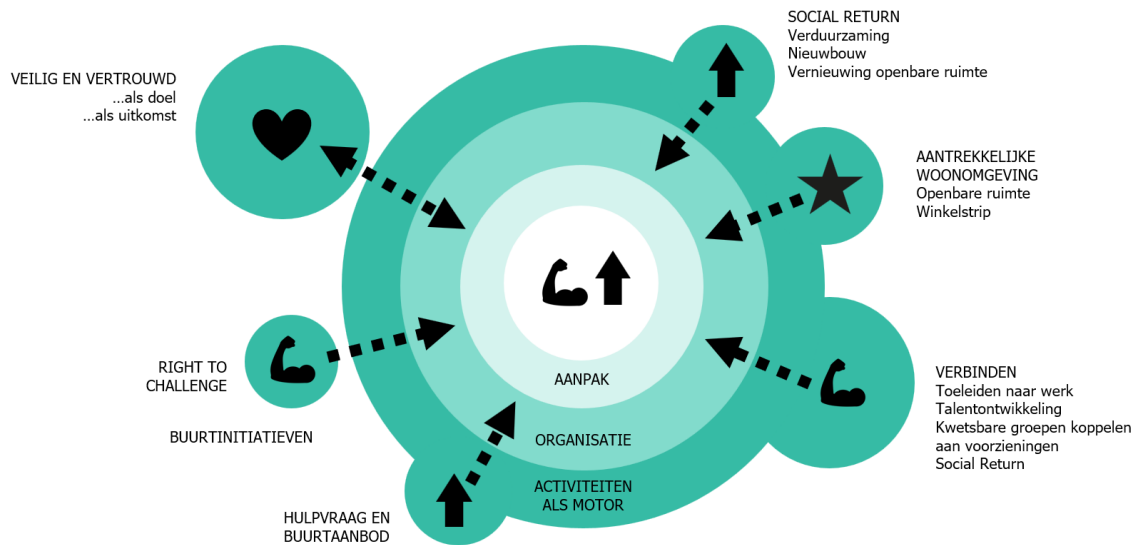 SOCIAL RETURN
Verduurzaming
Nieuwbouw
Vernieuwing openbare ruimte
VEILIG EN VERTROUWD
...als doel
...als uitkomst
AANTREKKELIJKE
WOONOMGEVING
Openbare ruimte
Winkelstrip
RIGHT TO
CHALLENGE
BUURTINITIATIEVEN
AANPAK
ORGANISATIE
ACTIVITEITEN
ALS MOTOR
VERBINDEN
Toeleiden naar werk
Talentontwikkeling
Kwetsbare groepen koppelen
aan voorzieningen
Social Return
HULPVRAAG EN
BUURTAANBOD